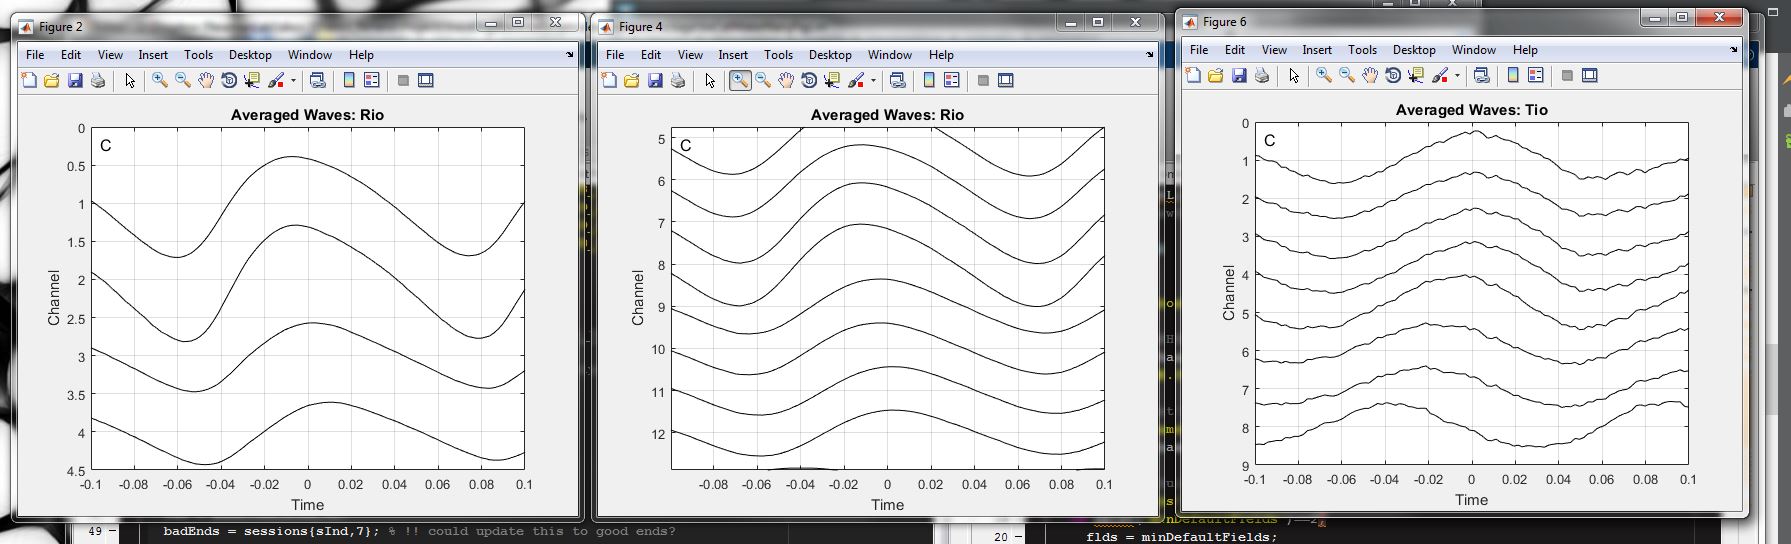 Figure 2
File Edit View Insert Tools Desktop Window Help
Averaged Waves: Rio
C
0
0.5
1
1.5
2
2.5
3
3.5
4
4.5
Channel
-0.1 -0.08 -0.06 -0.04 -0.02 0 0.02 0.04 0.06 0.08 0.1
Time
Figure 4
File Edit View Insert Tools Desktop Window Help
Averaged Waves: Rio
C
5
6
7
8
9
10
11
12
Channel
-0.08 -0.06 -0.04 -0.02 0 0.02 0.04 0.06 0.08 0.1
Time
Figure 6
File Edit View Insert Tools Desktop Window Help
Averaged Waves: Tio
C
0
1
2
3
4
5
6
7
8
9
Channel
-0.1 -0.08 -0.06 -0.04 -0.02 0 0.02 0.04 0.06 0.08 0.1
Time
49 – badEnds = sessions{sInd,7}; % !! could update this to good ends?
20 – flds = minDefaultFields;